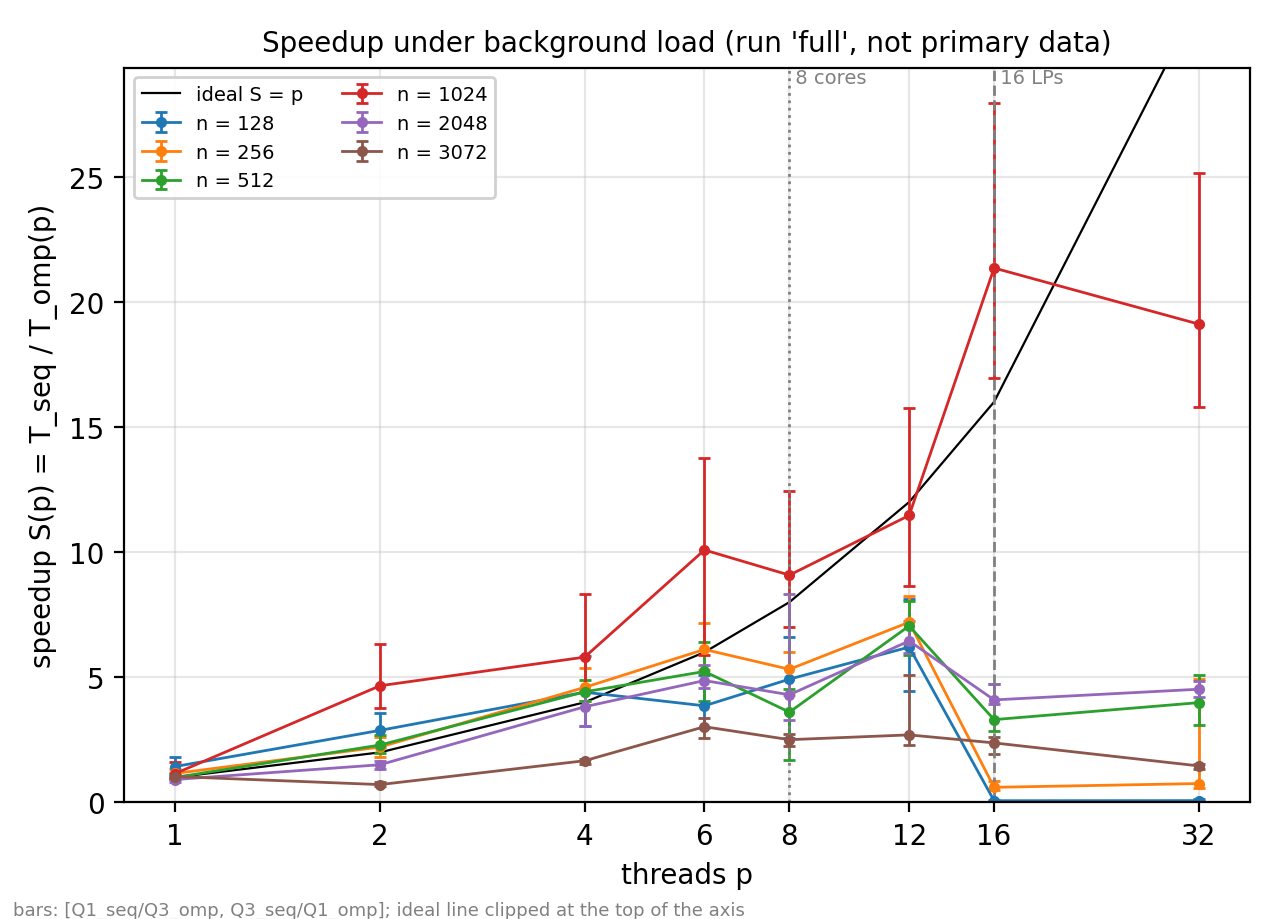 Speedup under background load (run 'full', not primary data)
8 cores
16 LPs
ideal S = p
n = 128
n = 256
n = 512
n = 1024
n = 2048
n = 3072
speedup S(p) = T_seq / T_omp(p)
25
20
15
10
5
0
1 2 4 6 8 12 16 32
threads p
bars: [Q1_seq/Q3_omp, Q3_seq/Q1_omp]; ideal line clipped at the top of the axis